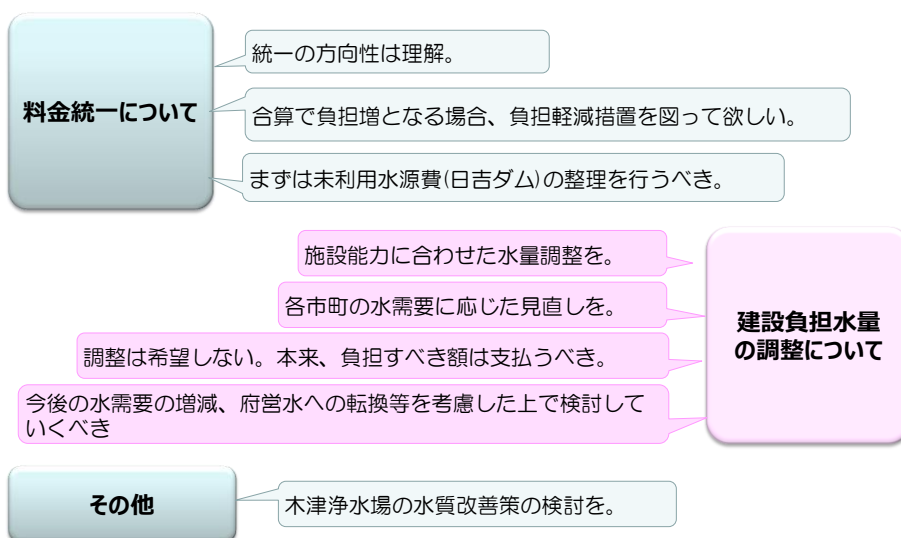 料金統一について
統一の方向性は理解。
合算で負担増となる場合、負担軽減措置を図って欲しい。
まずは未利用水源費(日吉ダム)の整理を行うべき。
建設負担水量
の調整について
施設能力に合わせた水量調整を。
各市町の水需要に応じた見直しを。
調整は希望しない。本来、負担すべき額は支払うべき。
今後の水需要の増減、府営水への転換等を考慮した上で検討して
いくべき
その他
木津浄水場の水質改善策の検討を。